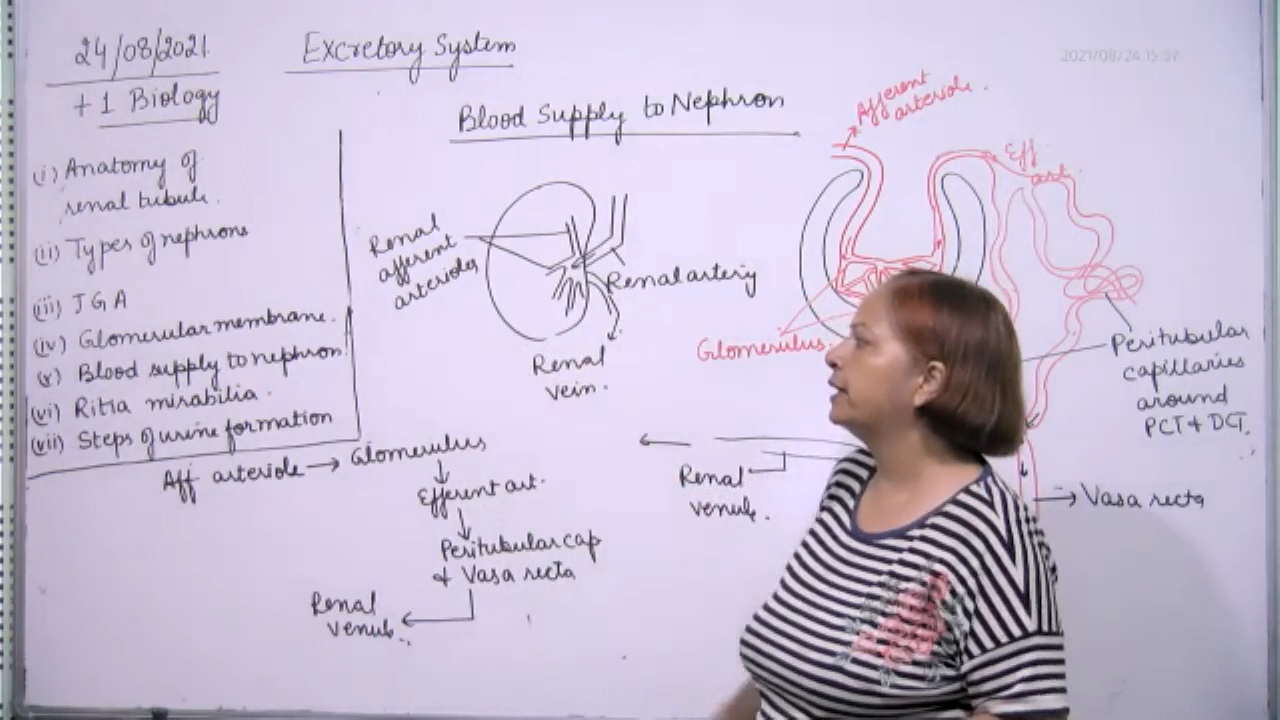 24/08/2021
+1 Biology
Excretory System
2021/08/24 15:37
Blood Supply to Nephron
(i) Anatomy of
renal tubule.
(ii) Types of nephrons
(iii) JGA
(iv) Glomerular membrane.
(v) Blood supply to nephron.
(vi) Ritia mirabilia.
(vii) Steps of urine formation
Renal
afferent
arterioles
Renal artery
Renal
vein.
Afferent
arteriole.
Eff
art.
Glomerulus.
Peritubular
capillaries
around
PCT + DCT.
Renal
venule.
Vasa recta
Aff arteriole → Glomerulus
↓
Efferent art.
↓
Peritubular cap
& Vasa recta
Renal
venule.